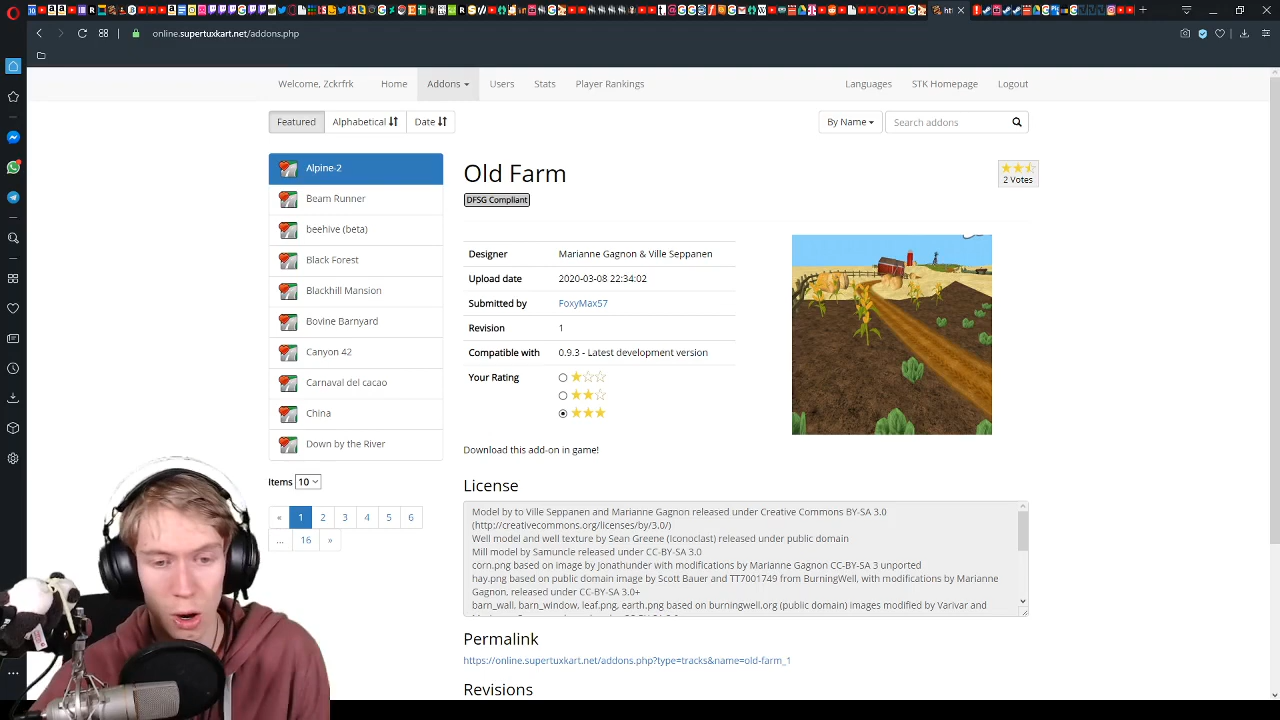 ht
online.supertuxkart.net/addons.php
Welcome, Zckrfrk Home Addons Users Stats Player Rankings Languages STK Homepage Logout
Featured Alphabetical Date By Name Search addons
Alpine-2
Beam Runner
beehive (beta)
Black Forest
Blackhill Mansion
Bovine Barnyard
Canyon 42
Carnaval del cacao
China
Down by the River
Items 10
« 1 2 3 4 5 6
... 16 »
Old Farm
2 Votes
DFSG Compliant
Designer Marianne Gagnon & Ville Seppanen
Upload date 2020-03-08 22:34:02
Submitted by FoxyMax57
Revision 1
Compatible with 0.9.3 - Latest development version
Your Rating
Download this add-on in game!
License
Model by to Ville Seppanen and Marianne Gagnon released under Creative Commons BY-SA 3.0
(http://creativecommons.org/licenses/by/3.0/)
Well model and well texture by Sean Greene (Iconoclast) released under public domain
Mill model by Samuncle released under CC-BY-SA 3.0
corn.png based on image by Jonathunder with modifications by Marianne Gagnon CC-BY-SA 3 unported
hay.png based on public domain image by Scott Bauer and TT7001749 from BurningWell, with modifications by Marianne
Gagnon, released under CC-BY-SA 3.0+
barn_wall, barn_window, leaf.png, earth.png based on burningwell.org (public domain) images modified by Varivar and
Permalink
https://online.supertuxkart.net/addons.php?type=tracks&name=old-farm_1
Revisions